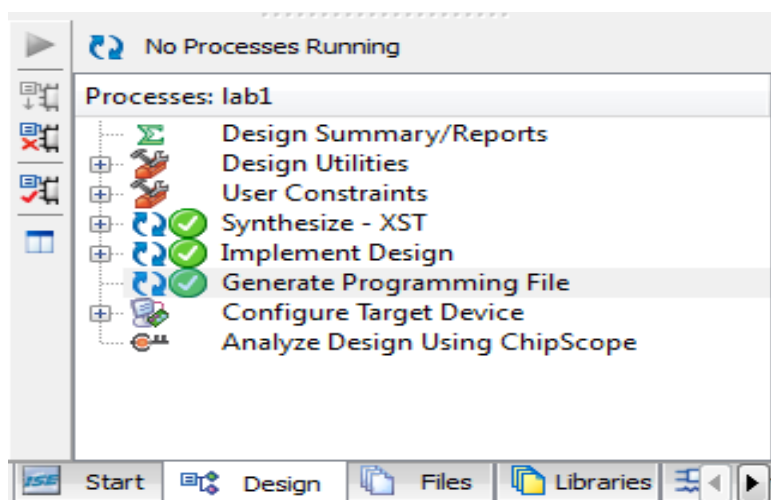 No Processes Running
Processes: lab1
Design Summary/Reports
Design Utilities
User Constraints
Synthesize - XST
Implement Design
Generate Programming File
Configure Target Device
Analyze Design Using ChipScope
ISE Start Design Files Libraries